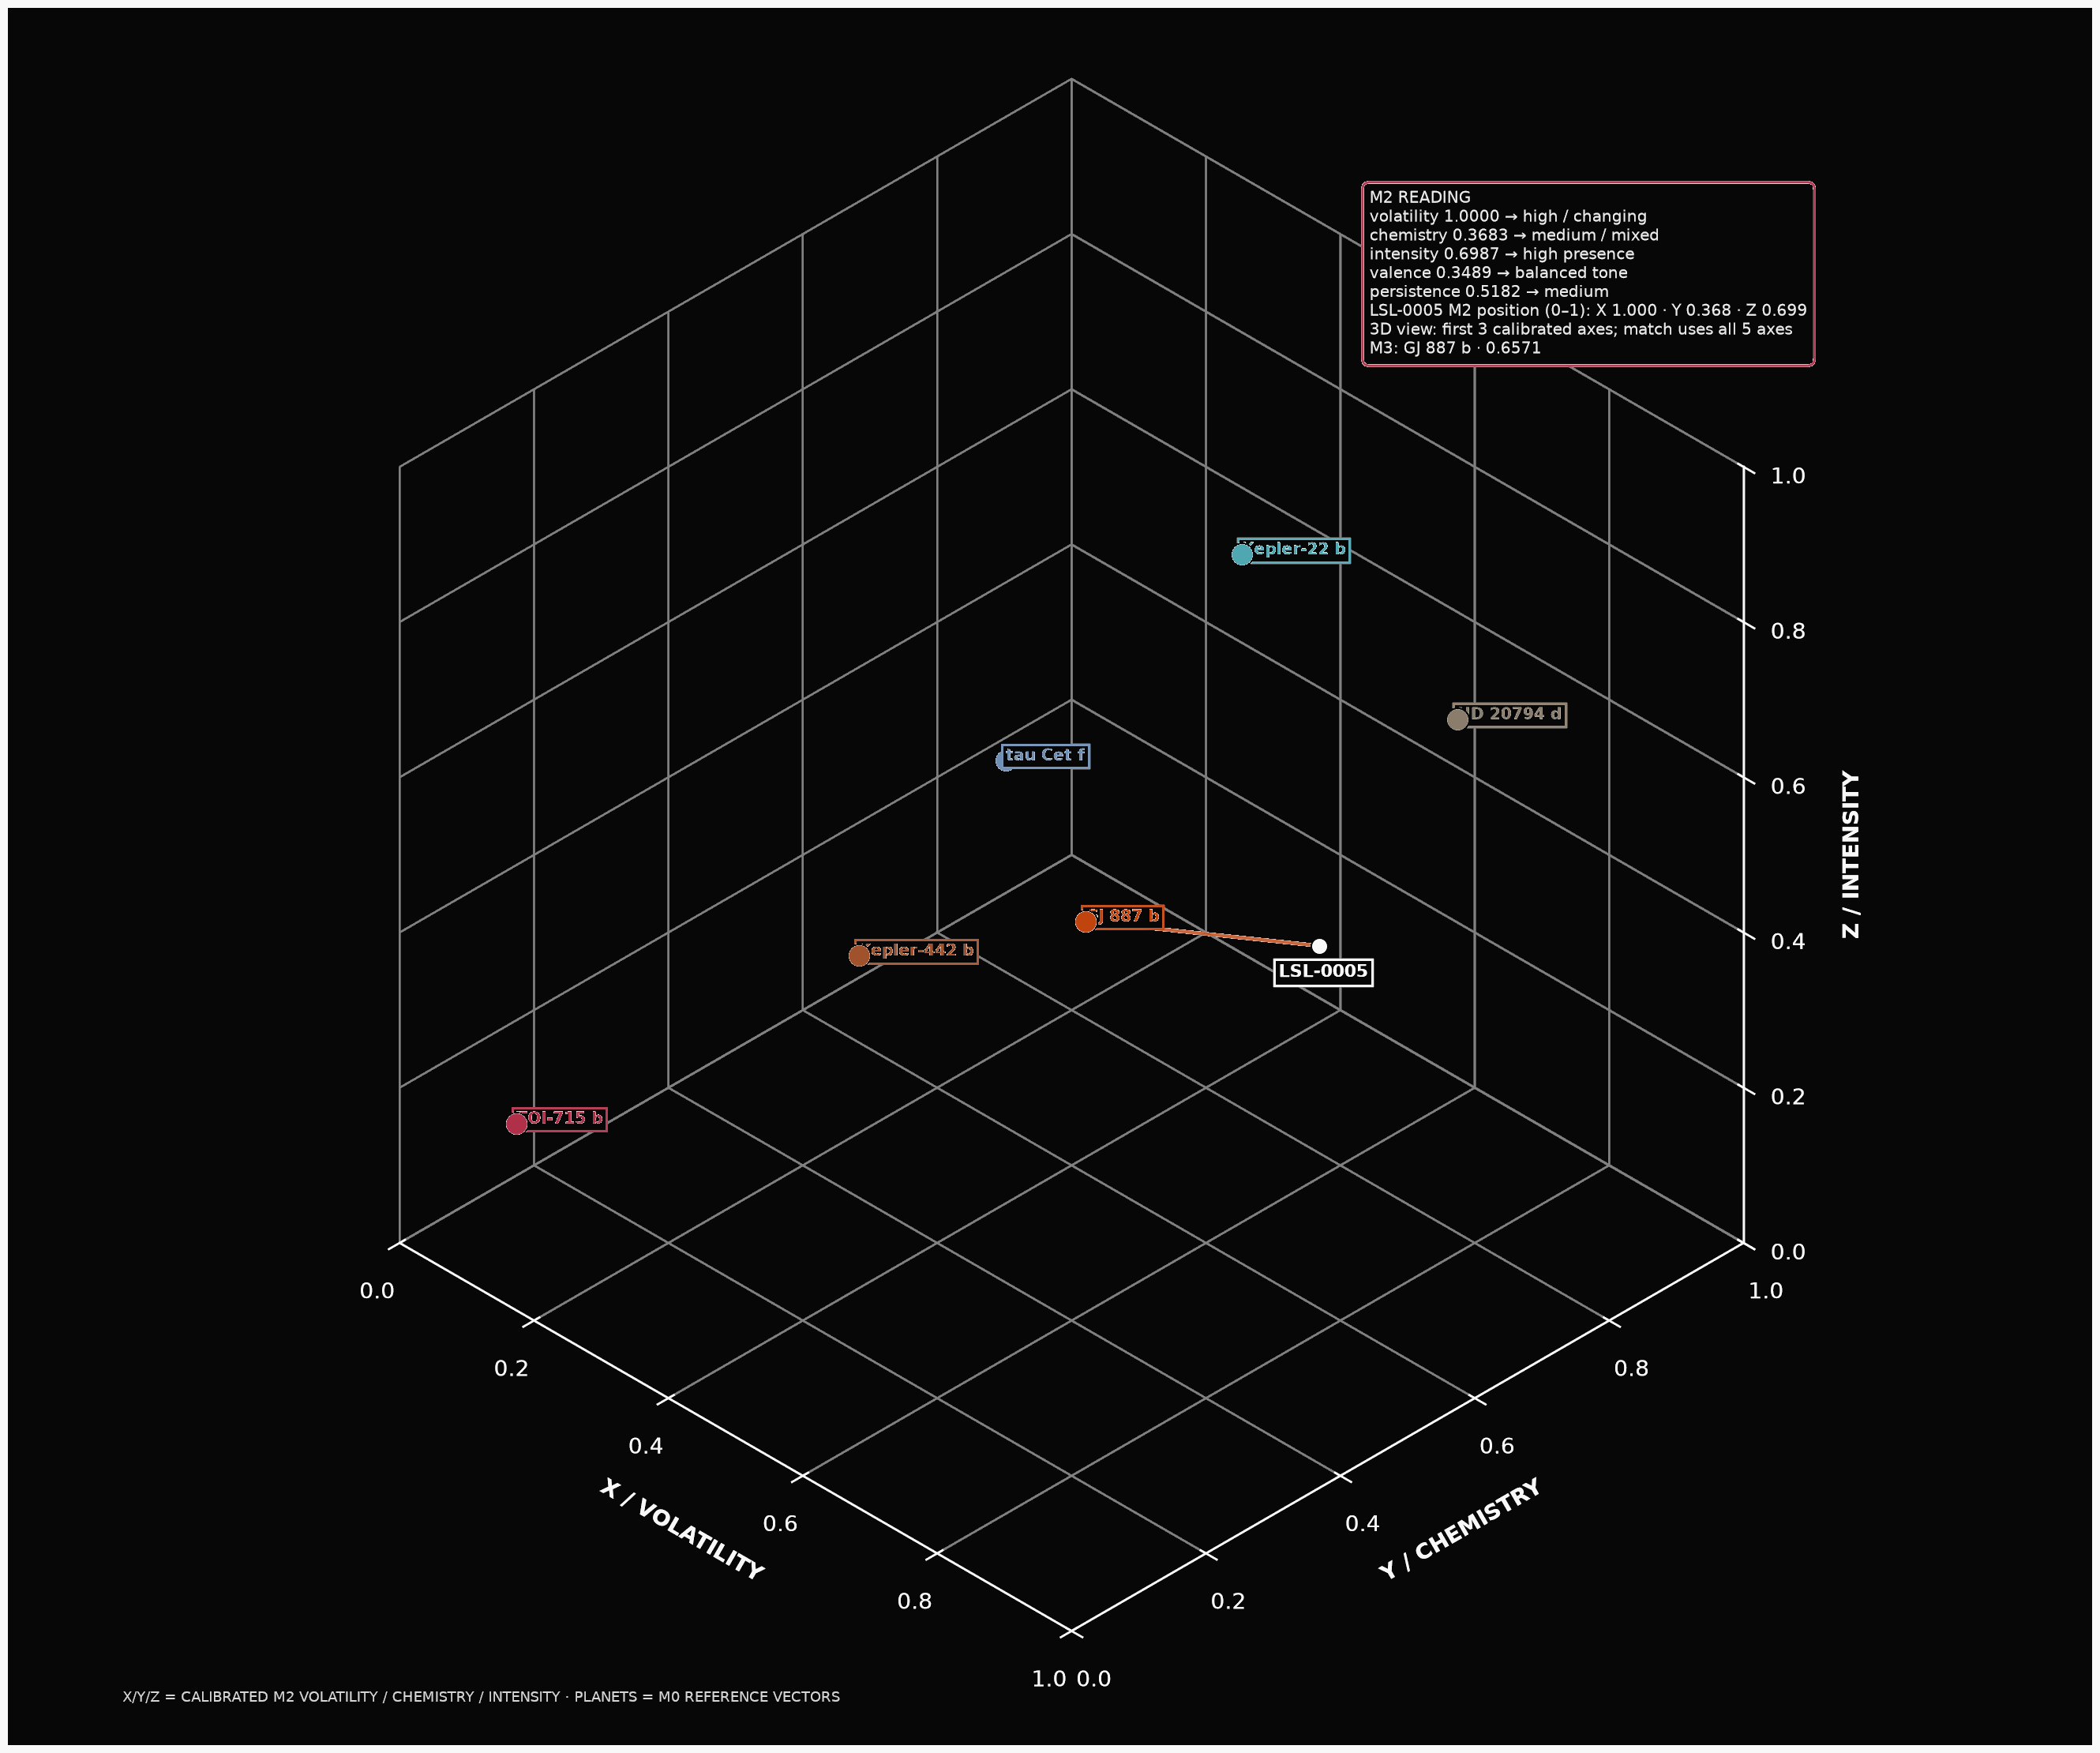 M2 READING
volatility 1.0000 → high / changing
chemistry 0.3683 → medium / mixed
intensity 0.6987 → high presence
valence 0.3489 → balanced tone
persistence 0.5182 → medium
LSL-0005 M2 position (0–1): X 1.000 · Y 0.368 · Z 0.699
3D view: first 3 calibrated axes; match uses all 5 axes
M3: GJ 887 b · 0.6571
1.0
Kepler-22 b
0.8
HD 20794 d
tau Cet f
0.6
Z / INTENSITY
GJ 887 b
0.4
Kepler-442 b
LSL-0005
0.2
TOI-715 b
0.0
0.0
1.0
0.2
0.8
0.4
0.6
X / VOLATILITY
Y / CHEMISTRY
0.6
0.4
0.8
0.2
1.0 0.0
X/Y/Z = CALIBRATED M2 VOLATILITY / CHEMISTRY / INTENSITY · PLANETS = M0 REFERENCE VECTORS